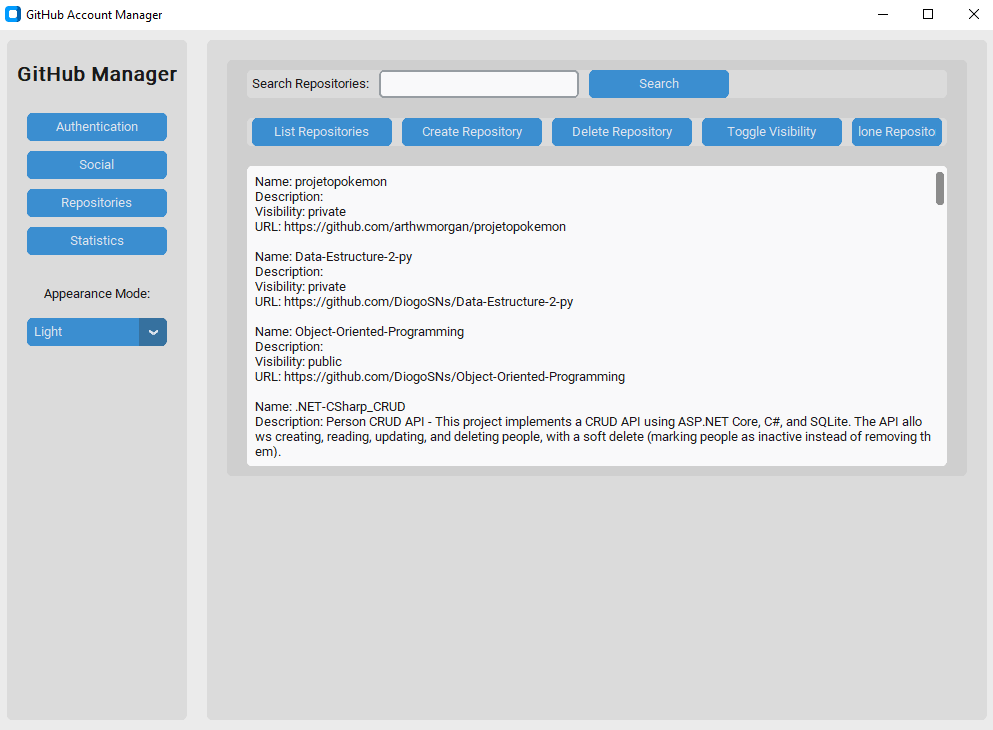 GitHub Account Manager
GitHub Manager
Authentication
Social
Repositories
Statistics
Appearance Mode:
Light
Search Repositories:
Search
List Repositories
Create Repository
Delete Repository
Toggle Visibility
lone Reposito
Name: projetopokemon
Description:
Visibility: private
URL: https://github.com/arthwmorgan/projetopokemon
Name: Data-Estructure-2-py
Description:
Visibility: private
URL: https://github.com/DiogoSNs/Data-Estructure-2-py
Name: Object-Oriented-Programming
Description:
Visibility: public
URL: https://github.com/DiogoSNs/Object-Oriented-Programming
Name: .NET-CSharp_CRUD
Description: Person CRUD API - This project implements a CRUD API using ASP.NET Core, C#, and SQLite. The API allo
ws creating, reading, updating, and deleting people, with a soft delete (marking people as inactive instead of removing th
em).